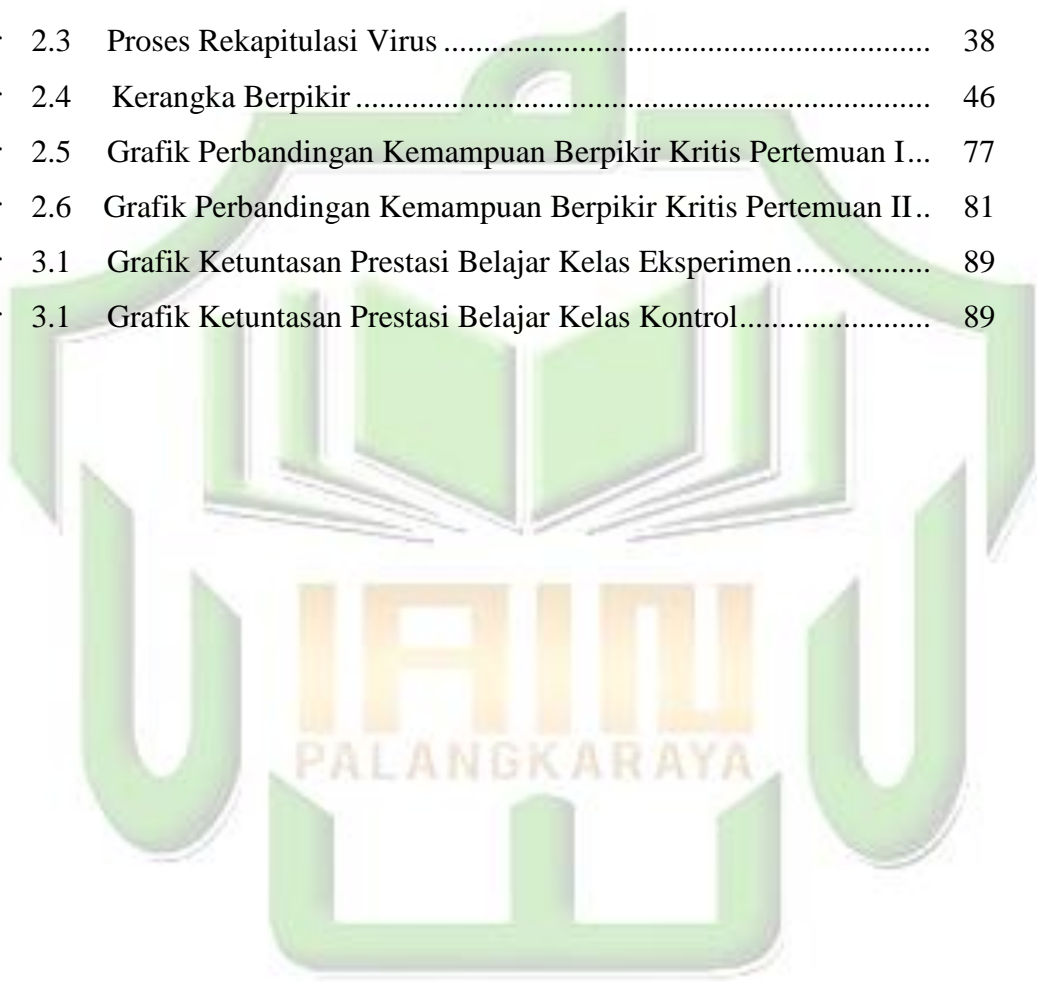 2.3 Proses Rekapitulasi Virus ................................................................ 38
2.4 Kerangka Berpikir ............................................................................ 46
2.5 Grafik Perbandingan Kemampuan Berpikir Kritis Pertemuan I... 77
2.6 Grafik Perbandingan Kemampuan Berpikir Kritis Pertemuan II.. 81
3.1 Grafik Ketuntasan Prestasi Belajar Kelas Eksperimen ................. 89
3.1 Grafik Ketuntasan Prestasi Belajar Kelas Kontrol......................... 89
IAIN
PALANGKARAYA